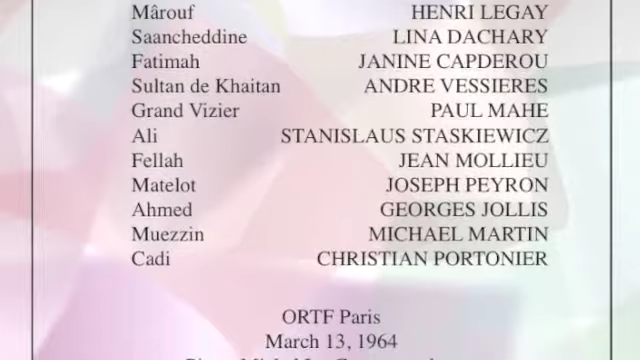 Mârouf HENRI LEGAY
Saancheddine LINA DACHARY
Fatimah JANINE CAPDEROU
Sultan de Khaitan ANDRE VESSIERES
Grand Vizier PAUL MAHE
Ali STANISLAUS STASKIEWICZ
Fellah JEAN MOLLIEU
Matelot JOSEPH PEYRON
Ahmed GEORGES JOLLIS
Muezzin MICHAEL MARTIN
Cadi CHRISTIAN PORTONIER
ORTF Paris
March 13, 1964